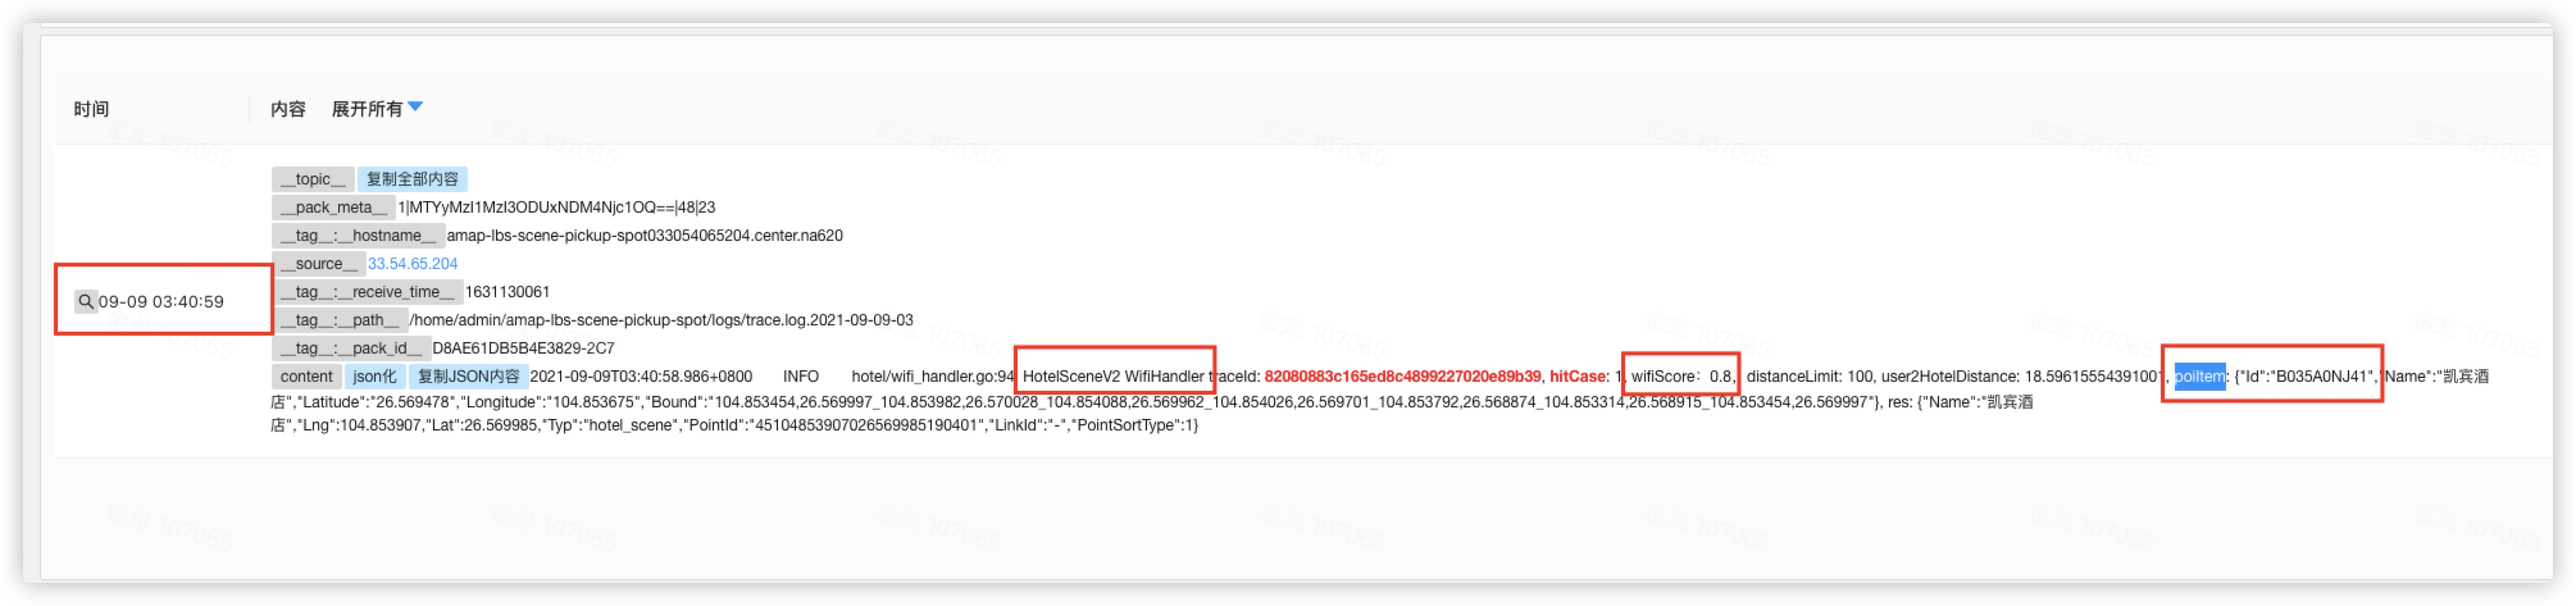 时间 内容 展开所有
__topic__ 复制全部内容
__pack_meta__ 1|MTYyMzI1MzI3ODUxNDM4Njc1OQ==|48|23
__tag__:__hostname__ amap-lbs-scene-pickup-spot033054065204.center.na620
__source__ 33.54.65.204
09-09 03:40:59
__tag__:__receive_time__ 1631130061
__tag__:__path__ /home/admin/amap-lbs-scene-pickup-spot/logs/trace.log.2021-09-09-03
__tag__:__pack_id__ D8AE61DB5B4E3829-2C7
content json化 复制JSON内容 2021-09-09T03:40:58.986+0800 INFO hotel/wifi_handler.go:94 HotelSceneV2 WifiHandler traceId: 82080883c165ed8c4899227020e89b39, hitCase: 1, wifiScore：0.8, distanceLimit: 100, user2HotelDistance: 18.596155543910​01, poiItem: {"Id":"B035A0NJ41","Name":"凯宾酒
店","Latitude":"26.569478","Longitude":"104.853675","Bound":"104.853454,26.569997_104.853982,26.570028_104.854088,26.569962_104.854026,26.569701_104.853792,26.568874_104.853314,26.568915_104.853454,26.569997"}, res: {"Name":"凯宾酒
店","Lng":104.853907,"Lat":26.569985,"Typ":"hotel_scene","PointId":"45104853907026569985190401","LinkId":"-","PointSortType":1}
金龙 107065